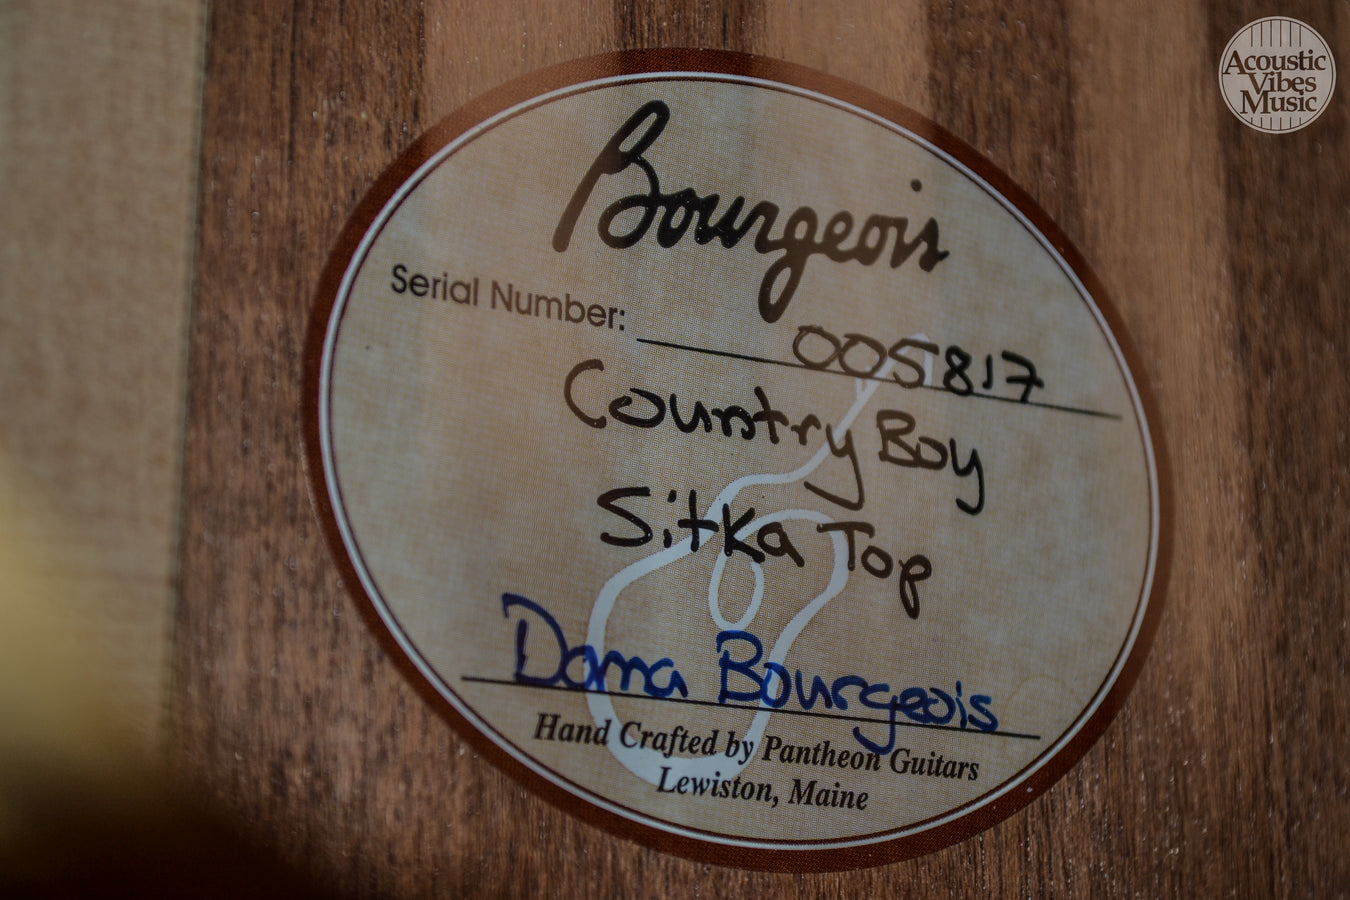 Acoustic
Vibes
Music
Bourgeois
Serial Number: 005817
Country Boy
Sitka Top
Dana Bourgeois
Hand Crafted by Pantheon Guitars
Lewiston, Maine